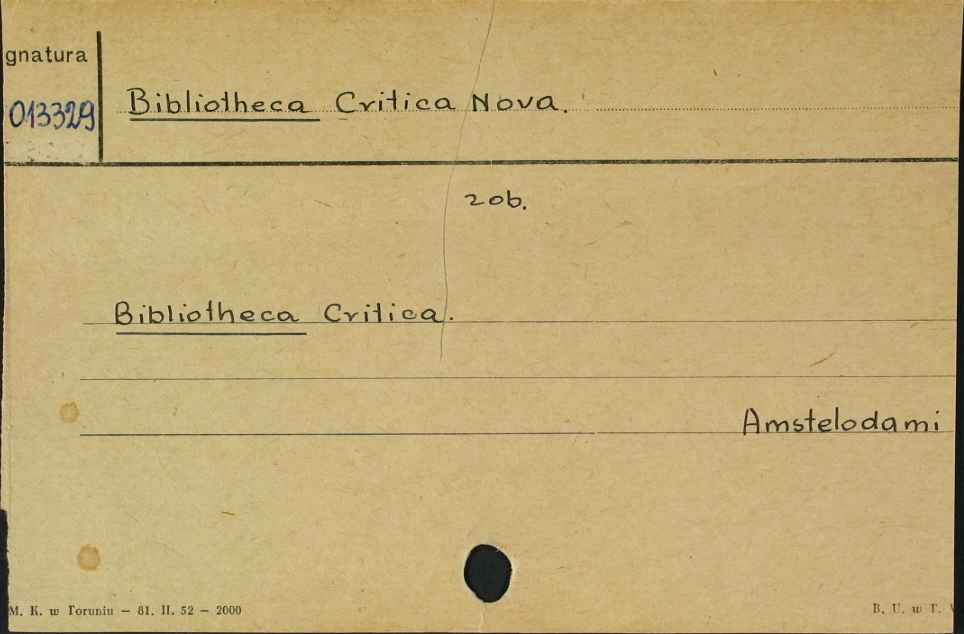 gnatura
013329
Bibliotheca Critica Nova.
zob.
Bibliotheca Critica.
Amstelodami
M. K. w Toruniu — 81. II. 52 — 2000
B. U. w T.